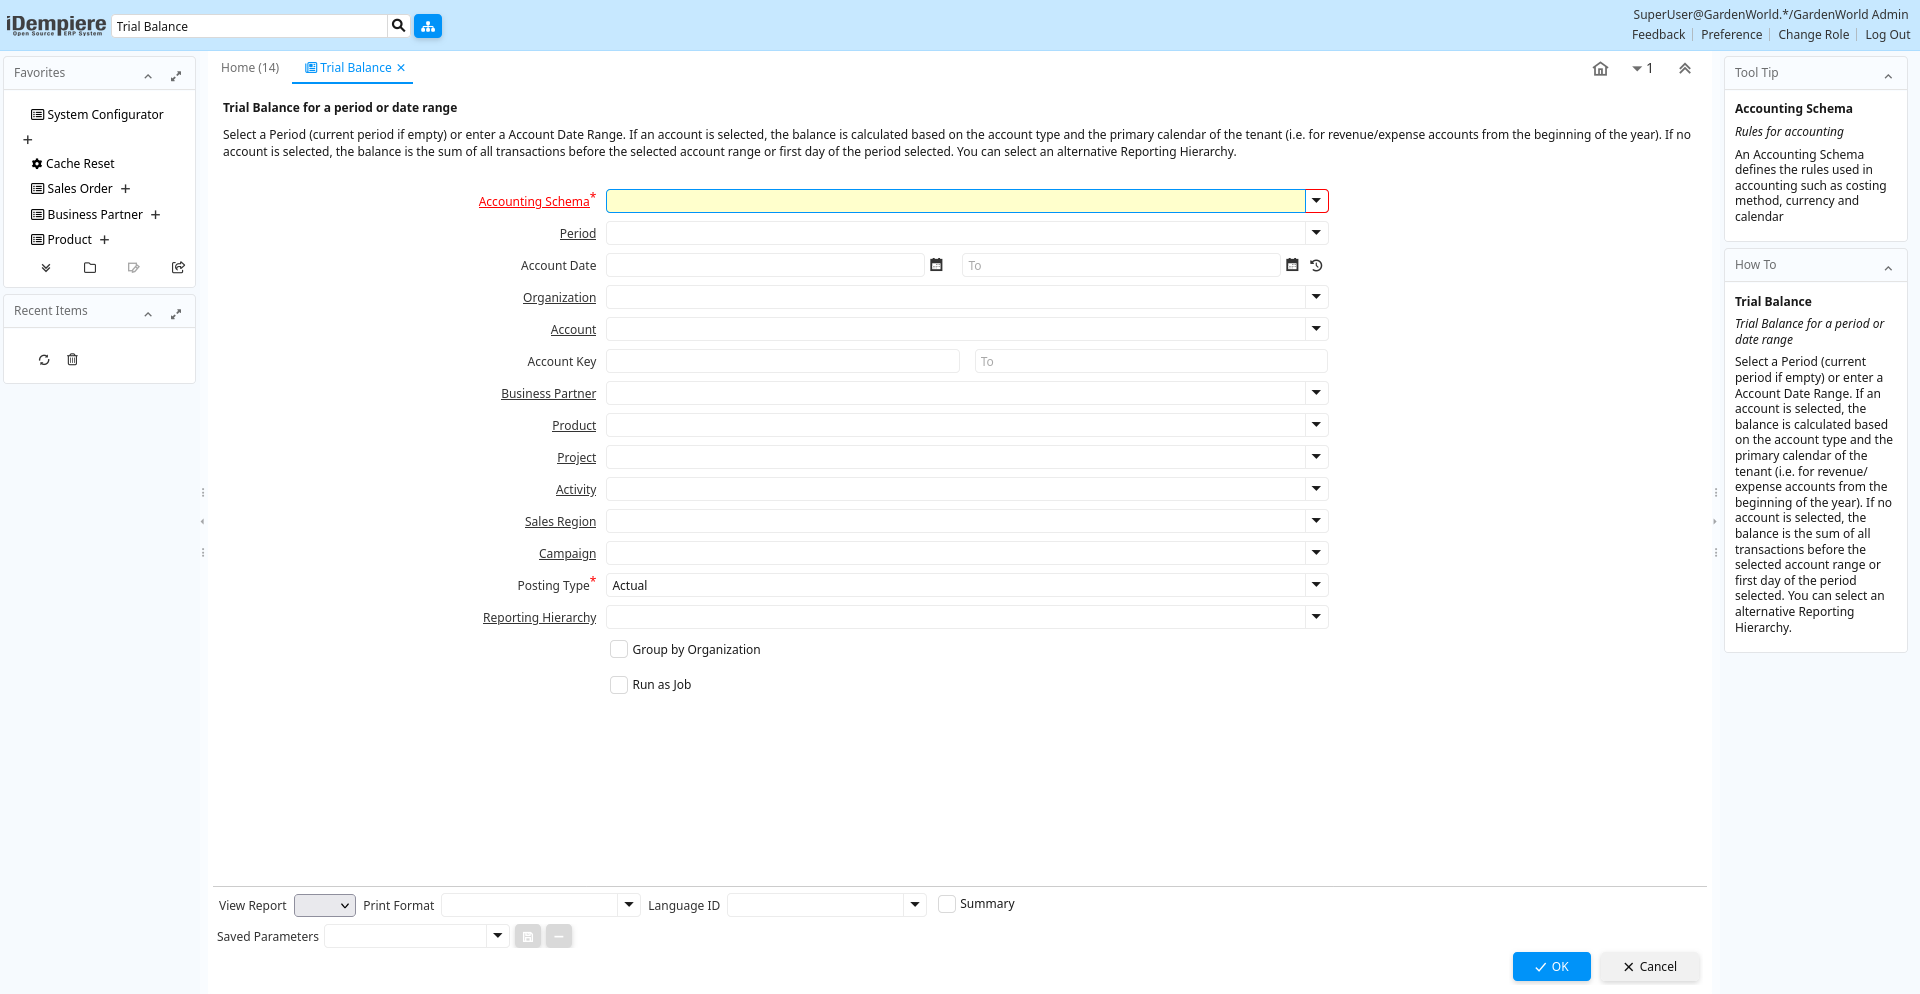 iDempiere
Open Source ERP System
Trial Balance
SuperUser@GardenWorld.*/GardenWorld Admin
Feedback
Preference
Change Role
Log Out
Favorites
System Configurator
Cache Reset
Sales Order
Business Partner
Product
Recent Items
Home (14)
Trial Balance
1
Trial Balance for a period or date range
Select a Period (current period if empty) or enter a Account Date Range. If an account is selected, the balance is calculated based on the account type and the primary calendar of the tenant (i.e. for revenue/expense accounts from the beginning of the year). If no
account is selected, the balance is the sum of all transactions before the selected account range or first day of the period selected. You can select an alternative Reporting Hierarchy.
Accounting Schema*
Period
Account Date To
Organization
Account
Account Key To
Business Partner
Product
Project
Activity
Sales Region
Campaign
Posting Type* Actual
Reporting Hierarchy
Group by Organization
Run as Job
View Report Print Format Language ID Summary
Saved Parameters
OK Cancel
Tool Tip
Accounting Schema
Rules for accounting
An Accounting Schema
defines the rules used in
accounting such as costing
method, currency and
calendar
How To
Trial Balance
Trial Balance for a period or
date range
Select a Period (current
period if empty) or enter a
Account Date Range. If an
account is selected, the
balance is calculated based
on the account type and the
primary calendar of the
tenant (i.e. for revenue/
expense accounts from the
beginning of the year). If no
account is selected, the
balance is the sum of all
transactions before the
selected account range or
first day of the period
selected. You can select an
alternative Reporting
Hierarchy.